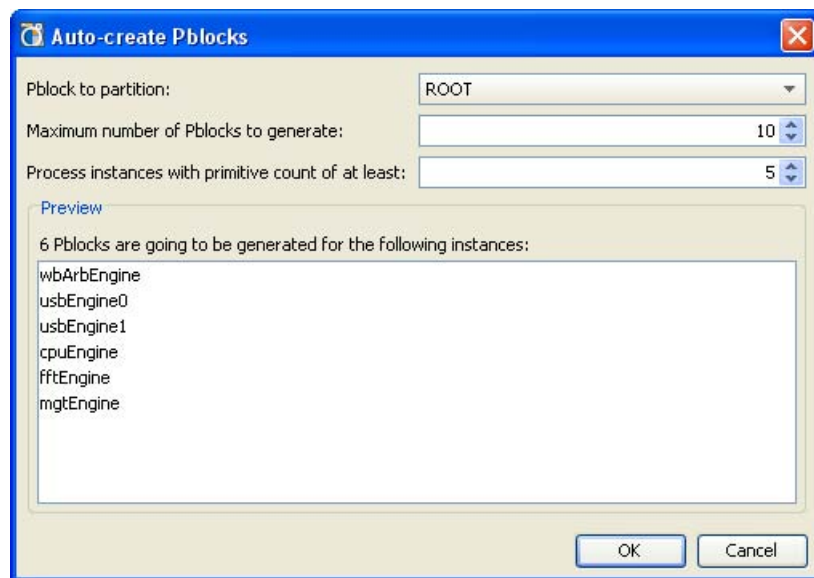 Auto-create Pblocks
Pblock to partition: ROOT
Maximum number of Pblocks to generate: 10
Process instances with primitive count of at least: 5
Preview
6 Pblocks are going to be generated for the following instances:
wbArbEngine
usbEngine0
usbEngine1
cpuEngine
fftEngine
mgtEngine
OK Cancel